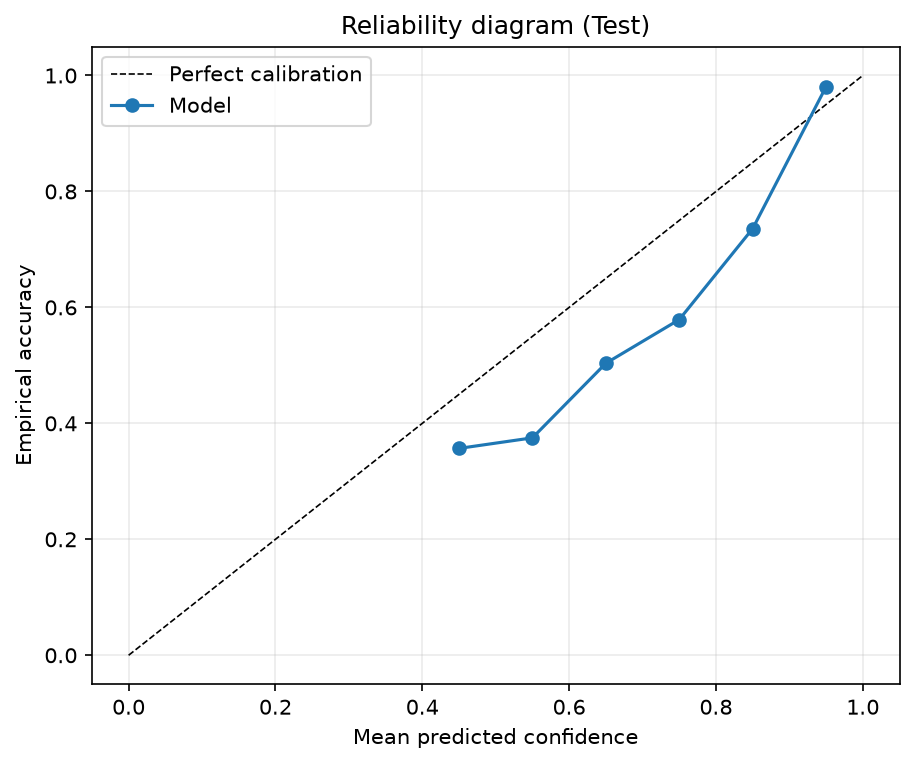 Reliability diagram (Test)
Perfect calibration
Model
1.0
0.8
0.6
0.4
0.2
0.0
Empirical accuracy
0.0 0.2 0.4 0.6 0.8 1.0
Mean predicted confidence